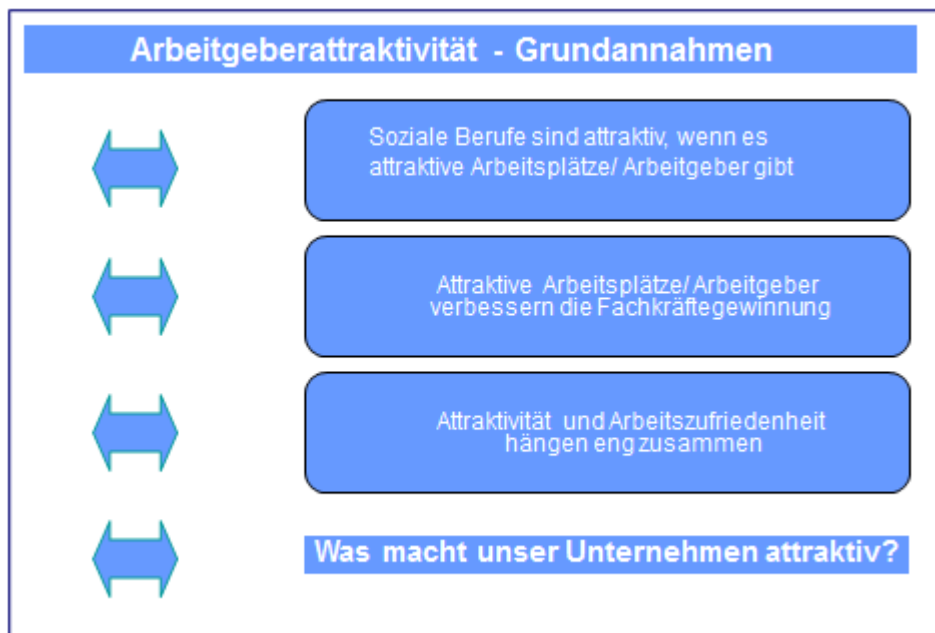 Arbeitgeberattraktivität - Grundannahmen
Soziale Berufe sind attraktiv, wenn es
attraktive Arbeitsplätze/ Arbeitgeber gibt
Attraktive Arbeitsplätze/ Arbeitgeber
verbessern die Fachkräftegewinnung
Attraktivität und Arbeitszufriedenheit
hängen eng zusammen
Was macht unser Unternehmen attraktiv?